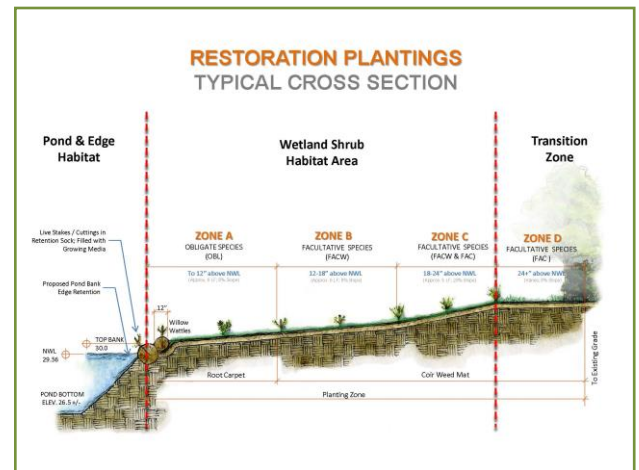 RESTORATION PLANTINGS
TYPICAL CROSS SECTION
Pond & Edge
Habitat
Wetland Shrub
Habitat Area
Transition
Zone
Live Stakes / Cuttings in
Retention Sock; Filled with
Growing Media
Proposed Pond Bank
Edge Retention
ZONE A
OBLIGATE SPECIES
(OBL)
To 12" above NWL
ZONE B
FACULTATIVE SPECIES
(FACW)
12-18" above NWL
ZONE C
FACULTATIVE SPECIES
(FACW & FAC)
18-24" above NWL
ZONE D
FACULTATIVE SPECIES
(FAC)
24+" above NWL
12"
Willow
Wattles
TOP BANK
30.0
NWL
29.36
POND BOTTOM
ELEV. 26.5 +/-
Root Carpet
Coir Weed Mat
Planting Zone
To Existing Grade